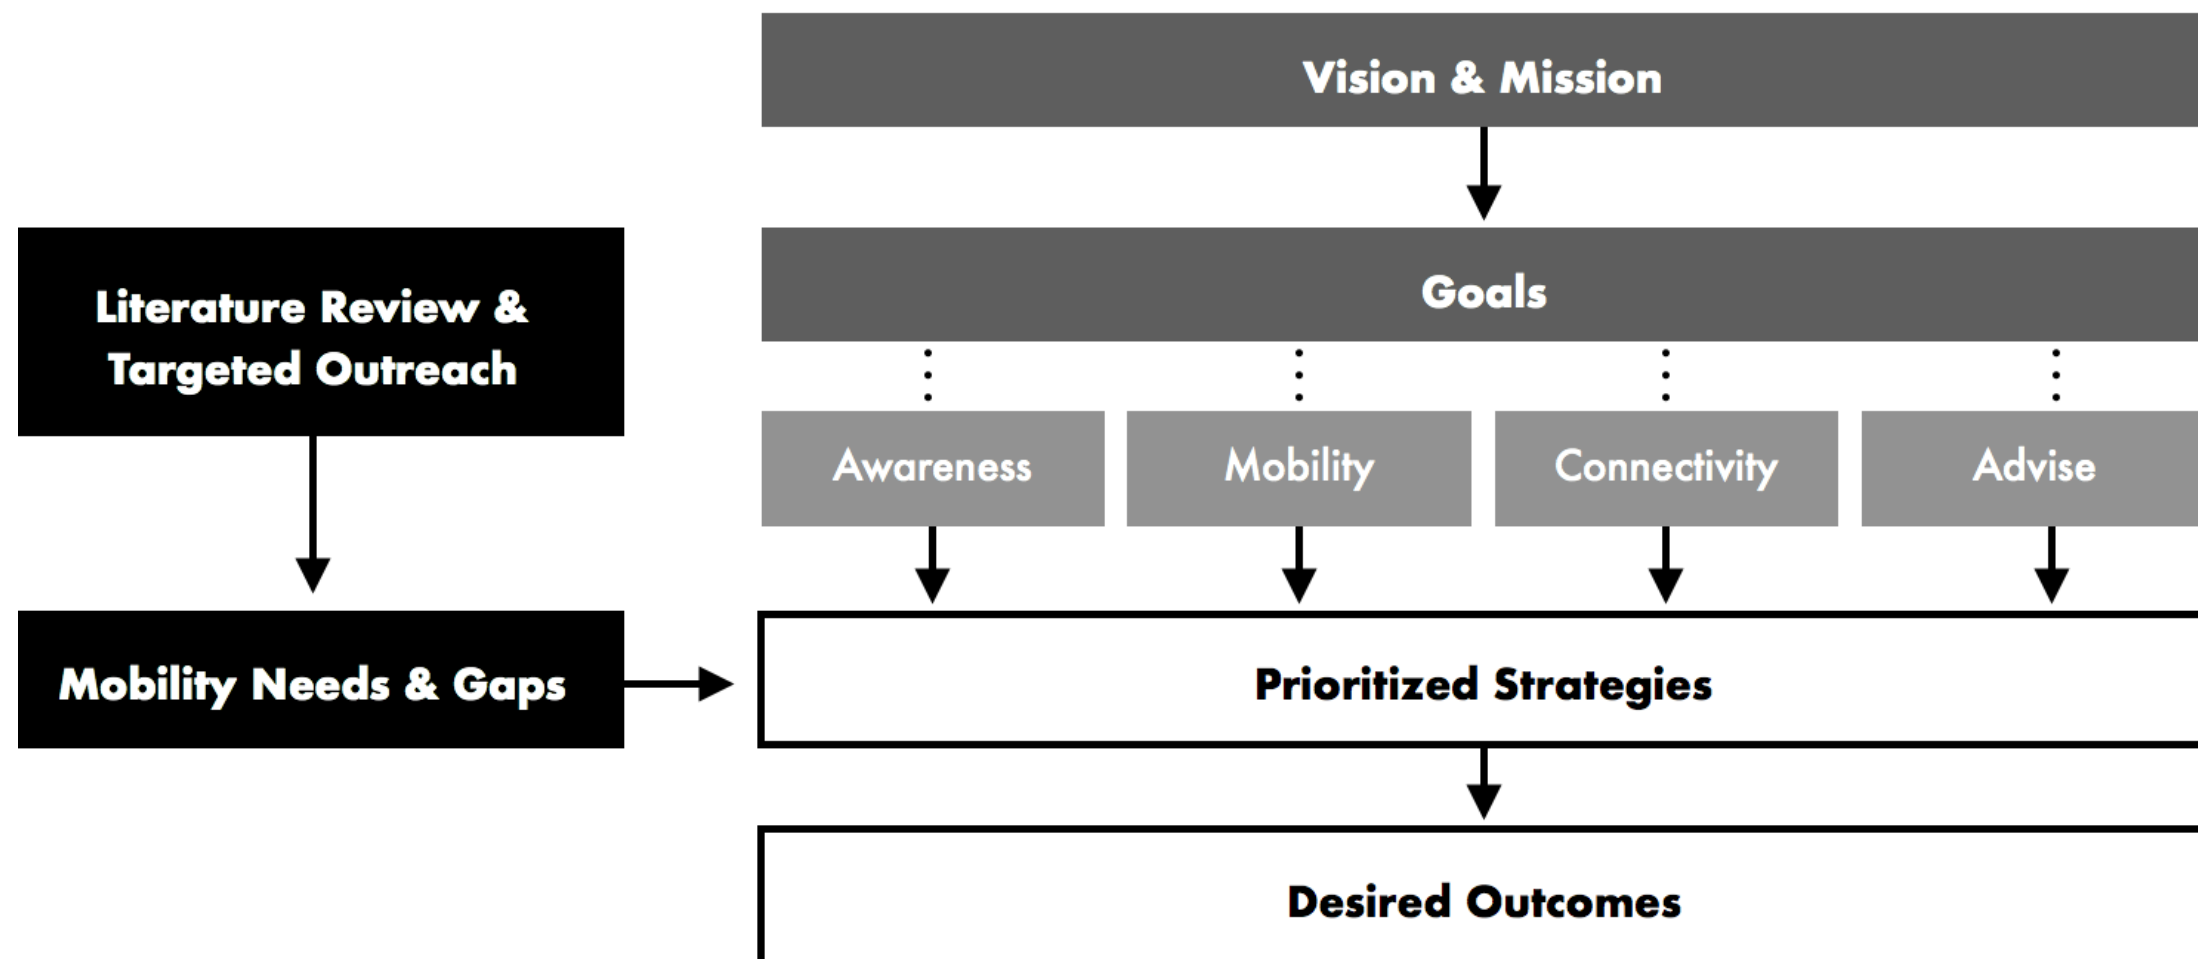 Vision & Mission
Goals
Literature Review &
Targeted Outreach
Awareness
Mobility
Connectivity
Advise
Mobility Needs & Gaps
Prioritized Strategies
Desired Outcomes